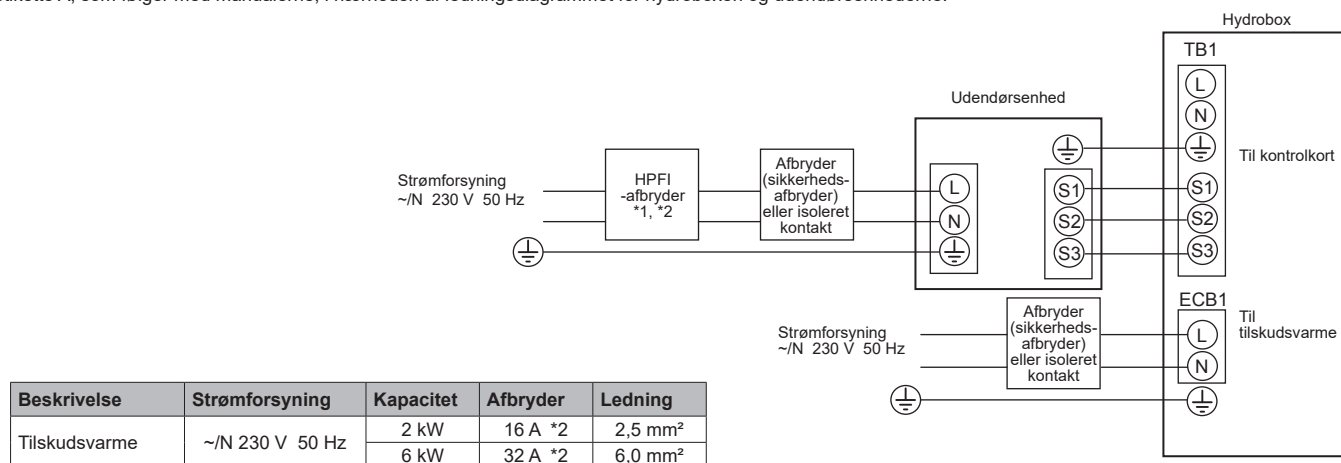 Hydrobox
TB1
L
N
Til kontrolkort
S1
S2
S3
Udendørsenhed
L
N
S1
S2
S3
Strømforsyning
~/N 230 V 50 Hz
HPFI
-afbryder
*1, *2
Afbryder
(sikkerheds-
afbryder)
eller isoleret
kontakt
ECB1
L
N
Til
tilskudsvarme
Strømforsyning
~/N 230 V 50 Hz
Afbryder
(sikkerheds-
afbryder)
eller isoleret
kontakt
Beskrivelse Strømforsyning Kapacitet Afbryder Ledning
Tilskudsvarme ~/N 230 V 50 Hz 2 kW 16 A *2 2,5 mm²
6 kW 32 A *2 6,0 mm²